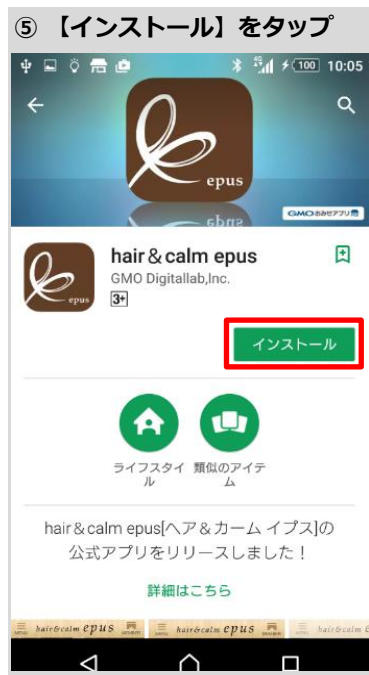 ⑤ 【インストール】をタップ
100 10:05
epus
GMOおみせアプリ
hair & calm epus
GMO Digitallab,Inc.
3+
epus
インストール
ライフスタイ
ル
類似のアイテ
ム
hair & calm epus[ヘア&カーム イプス]の
公式アプリをリリースしました!
詳細はこちら
hair&calm epus
hair&calm epus
hair&calm